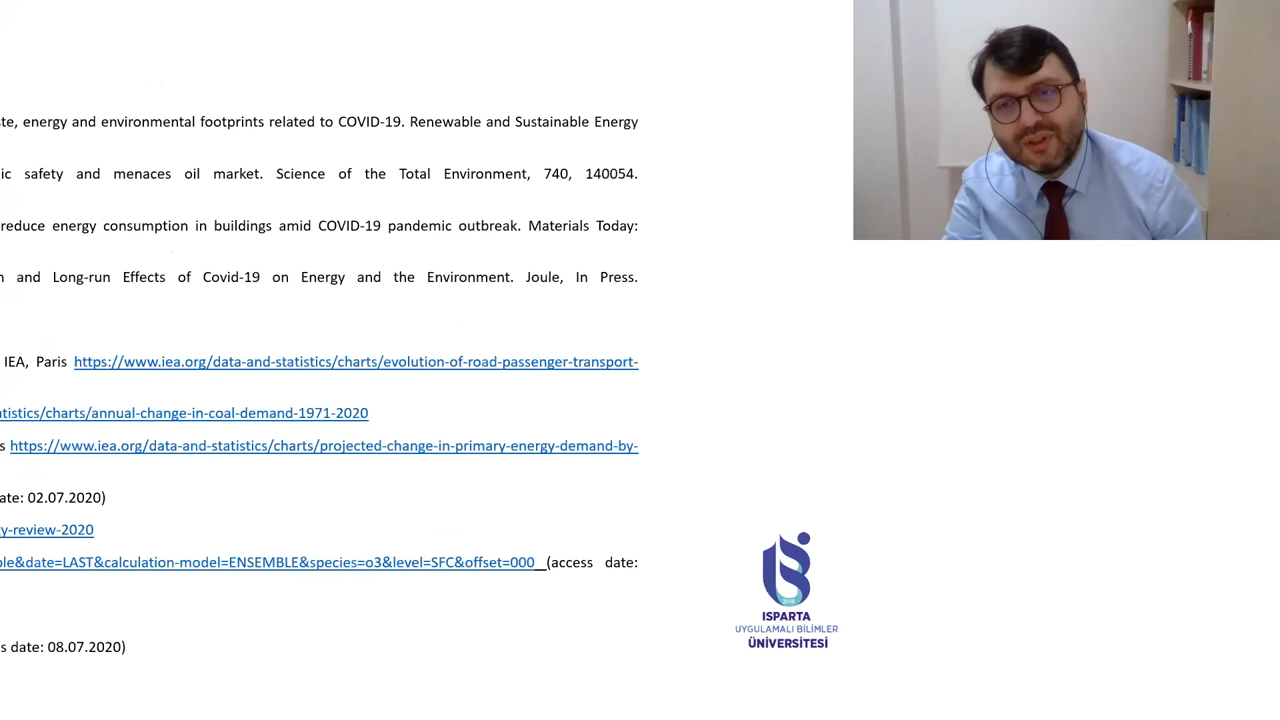 te, energy and environmental footprints related to COVID-19. Renewable and Sustainable Energy
ic safety and menaces oil market. Science of the Total Environment, 740, 140054.
reduce energy consumption in buildings amid COVID-19 pandemic outbreak. Materials Today:
n and Long-run Effects of Covid-19 on Energy and the Environment. Joule, In Press.
IEA, Paris https://www.iea.org/data-and-statistics/charts/evolution-of-road-passenger-transport-
atistics/charts/annual-change-in-coal-demand-1971-2020
s https://www.iea.org/data-and-statistics/charts/projected-change-in-primary-energy-demand-by-
ate: 02.07.2020)
y-review-2020
ole&date=LAST&calculation-model=ENSEMBLE&species=o3&level=SFC&offset=000 (access date:
s date: 08.07.2020)
2018
ISPARTA
UYGULAMALI BİLİMLER
ÜNİVERSİTESİ